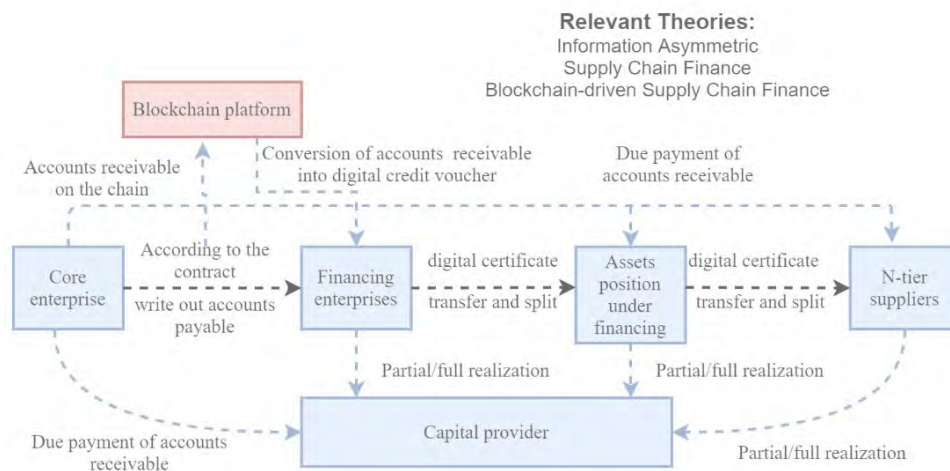 Relevant Theories:
Information Asymmetric
Supply Chain Finance
Blockchain-driven Supply Chain Finance
Blockchain platform
Accounts receivable
on the chain
Conversion of accounts receivable
into digital credit voucher
Due payment of
accounts receivable
Core
enterprise
According to the
contract
write out accounts
payable
Financing
enterprises
digital certificate
transfer and split
Assets
position
under
financing
digital certificate
transfer and split
N-tier
suppliers
Partial/full realization
Partial/full realization
Due payment of accounts
receivable
Capital provider
Partial/full realization